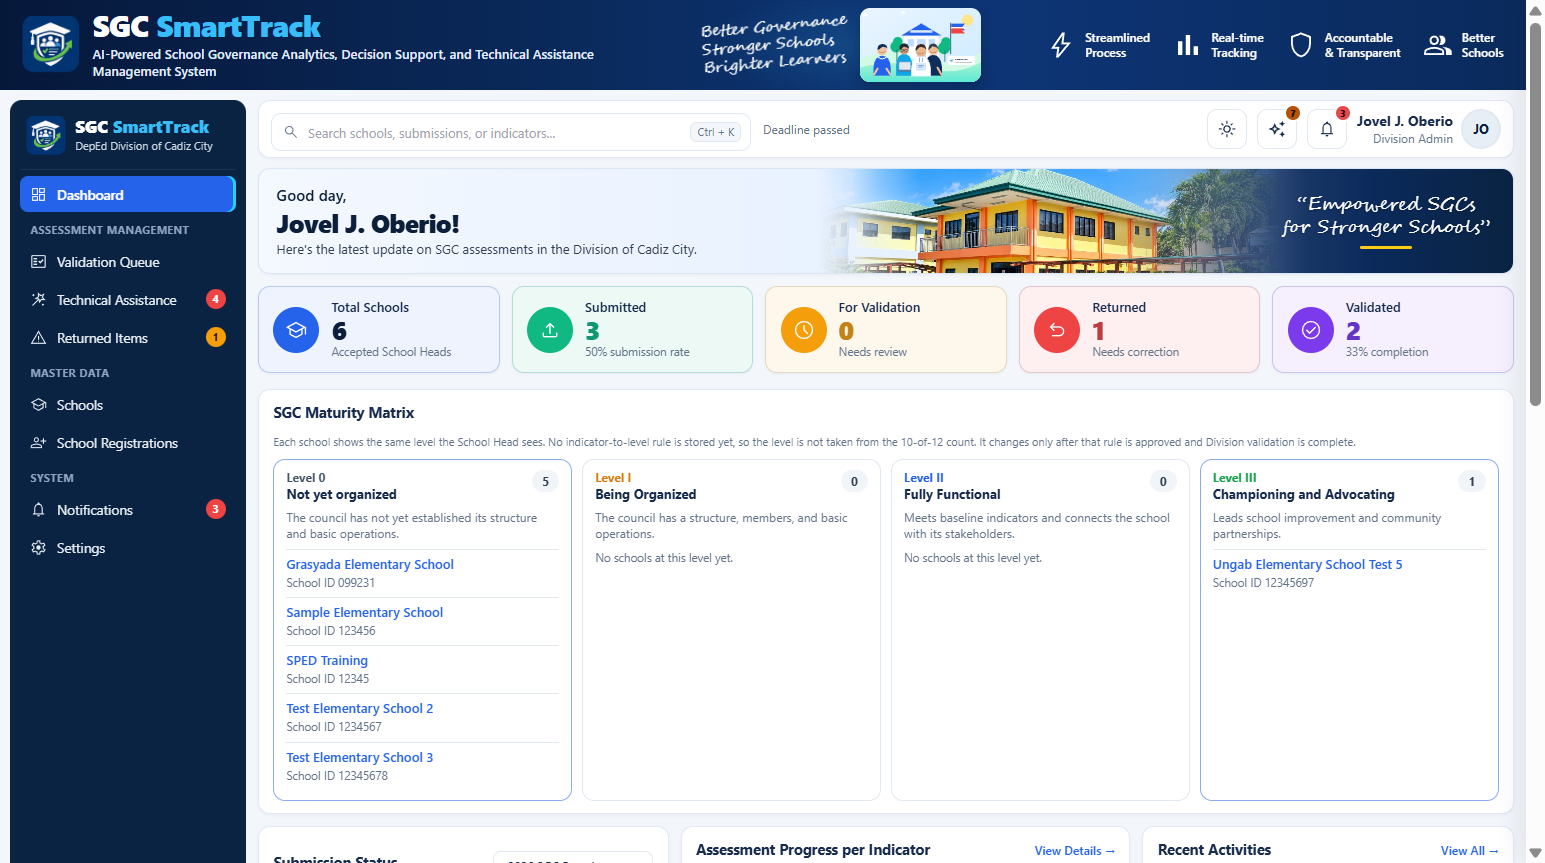 SGC SmartTrack
AI-Powered School Governance Analytics, Decision Support, and Technical Assistance
Management System
Better Governance
Stronger Schools
Brighter Learners
Streamlined
Process
Real-time
Tracking
Accountable
& Transparent
Better
Schools
SGC SmartTrack
DepEd Division of Cadiz City
Dashboard
ASSESSMENT MANAGEMENT
Validation Queue
Technical Assistance 4
Returned Items 1
MASTER DATA
Schools
School Registrations
SYSTEM
Notifications 3
Settings
Search schools, submissions, or indicators...
Ctrl + K
Deadline passed
7
3
Jovel J. Oberio
Division Admin
JO
Good day,
Jovel J. Oberio!
Here's the latest update on SGC assessments in the Division of Cadiz City.
“Empowered SGCs
for Stronger Schools”
Total Schools
6
Accepted School Heads
Submitted
3
50% submission rate
For Validation
0
Needs review
Returned
1
Needs correction
Validated
2
33% completion
SGC Maturity Matrix
Each school shows the same level the School Head sees. No indicator-to-level rule is stored yet, so the level is not taken from the 10-of-12 count. It changes only after that rule is approved and Division validation is complete.
Level 0
Not yet organized
5
The council has not yet established its structure
and basic operations.
Grasyada Elementary School
School ID 099231
Sample Elementary School
School ID 123456
SPED Training
School ID 12345
Test Elementary School 2
School ID 1234567
Test Elementary School 3
School ID 12345678
Level I
Being Organized
0
The council has a structure, members, and basic
operations.
No schools at this level yet.
Level II
Fully Functional
0
Meets baseline indicators and connects the school
with its stakeholders.
No schools at this level yet.
Level III
Championing and Advocating
1
Leads school improvement and community
partnerships.
Ungab Elementary School Test 5
School ID 12345697
Submission Status
Assessment Progress per Indicator
View Details →
Recent Activities
View All →